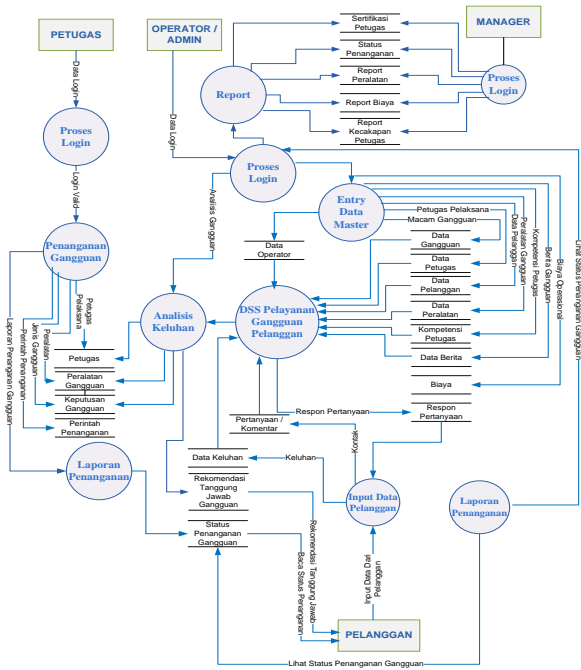 PETUGAS
OPERATOR /
ADMIN
MANAGER
Sertifikasi
Petugas
Status
Penanganan
Report
Peralatan
Report Biaya
Report
Kecakapan
Petugas
Report
Proses
Login
Data Login
Data Login
Proses
Login
Proses
Login
Login Valid
Analisis Gangguan
Entry
Data
Master
Petugas Pelaksana
Macam Gangguan
Data Pelanggan
Peralatan Gangguan
Kompetensi Petugas
Berita Gangguan
Biaya Operasional
Lihat Status Penanganan Gangguan
Penanganan
Gangguan
Data
Operator
Data
Gangguan
Data
Petugas
Data
Pelanggan
Data
Peralatan
Kompetensi
Petugas
Data Berita
Biaya
Respon
Pertanyaan
Analisis
Keluhan
DSS Pelayanan
Gangguan
Pelanggan
Petugas
Pelaksana
Peralatan
Jenis Gangguan
Perintah Penanganan
Laporan Penanganan Gangguan
Petugas
Peralatan
Gangguan
Keputusan
Gangguan
Perintah
Penanganan
Respon Pertanyaan
Pertanyaan /
Komentar
Kontak
Data Keluhan
Keluhan
Rekomendasi
Tanggung
Jawab
Gangguan
Status
Penanganan
Gangguan
Laporan
Penanganan
Input Data
Pelanggan
Laporan
Penanganan
Rekomendasi Tanggung Jawab
Baca Status Penanganan
Input Data Dari
Pelanggan
PELANGGAN
Lihat Status Penanganan Gangguan